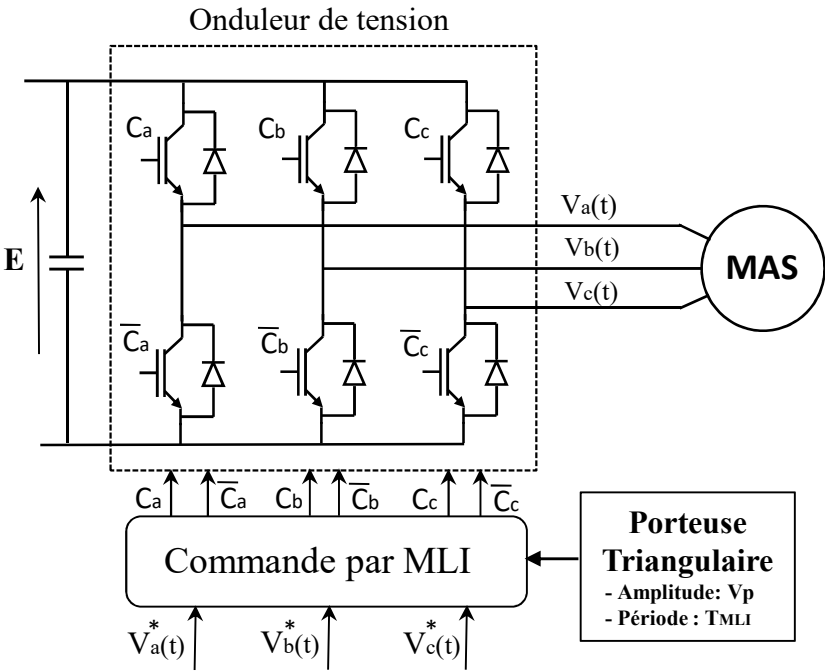 Onduleur de tension
Ca Cb Cc
Va(t)
E
Vb(t)
MAS
Vc(t)
C̅a C̅b C̅c
Ca C̅a Cb C̅b Cc C̅c
Commande par MLI
Porteuse
Triangulaire
- Amplitude: Vp
- Période : TMLI
V*a(t) V*b(t) V*c(t)